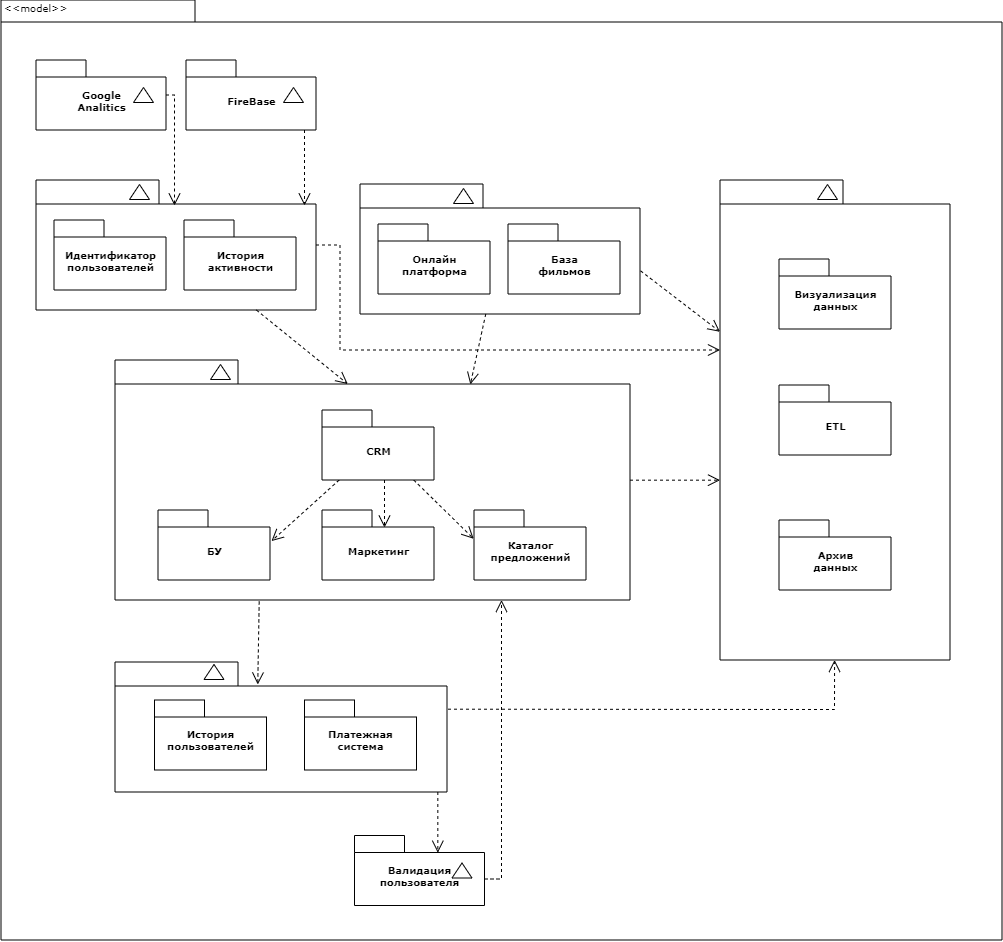 <<model>>
Google
Analitics
FireBase
Идентификатор
пользователей
История
активности
Онлайн
платформа
База
фильмов
Визуализация
данных
CRM
ETL
БУ
Маркетинг
Каталог
предложений
Архив
данных
История
пользователей
Платежная
система
Валидация
пользователя